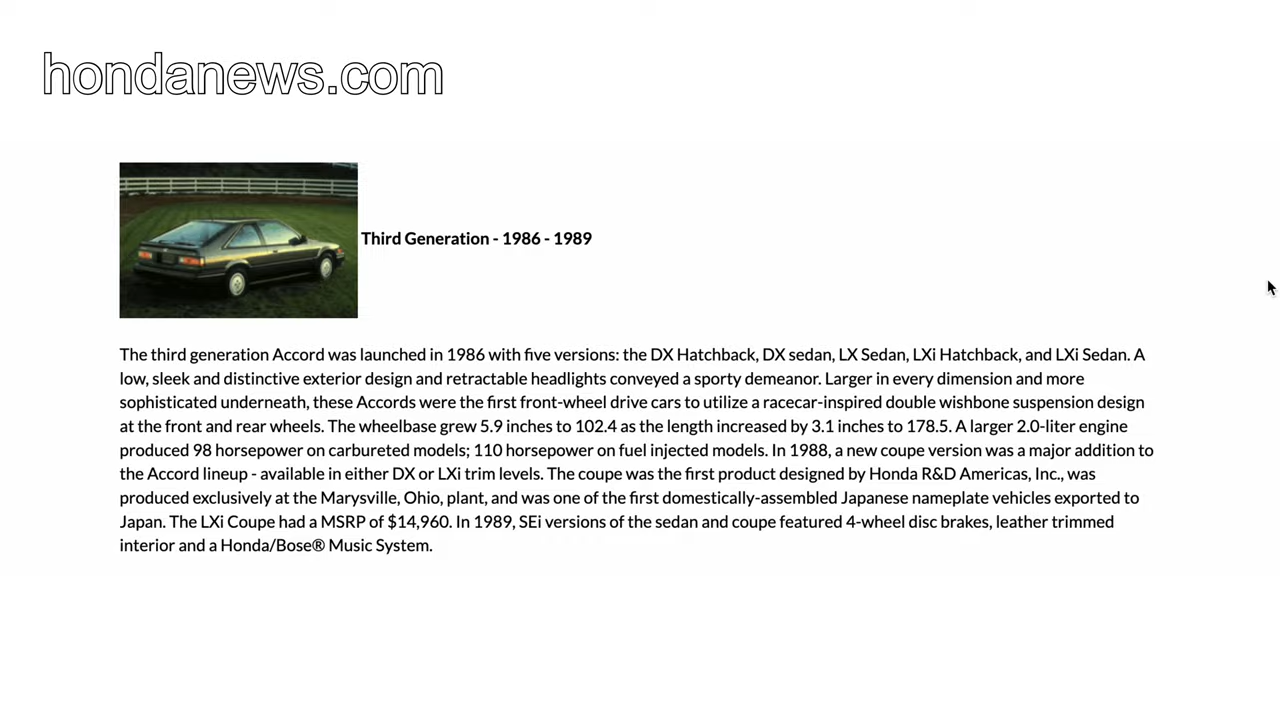 hondanews.com
Third Generation - 1986 - 1989
The third generation Accord was launched in 1986 with five versions: the DX Hatchback, DX sedan, LX Sedan, LXi Hatchback, and LXi Sedan. A
low, sleek and distinctive exterior design and retractable headlights conveyed a sporty demeanor. Larger in every dimension and more
sophisticated underneath, these Accords were the first front-wheel drive cars to utilize a racecar-inspired double wishbone suspension design
at the front and rear wheels. The wheelbase grew 5.9 inches to 102.4 as the length increased by 3.1 inches to 178.5. A larger 2.0-liter engine
produced 98 horsepower on carbureted models; 110 horsepower on fuel injected models. In 1988, a new coupe version was a major addition to
the Accord lineup - available in either DX or LXi trim levels. The coupe was the first product designed by Honda R&D Americas, Inc., was
produced exclusively at the Marysville, Ohio, plant, and was one of the first domestically-assembled Japanese nameplate vehicles exported to
Japan. The LXi Coupe had a MSRP of $14,960. In 1989, SEi versions of the sedan and coupe featured 4-wheel disc brakes, leather trimmed
interior and a Honda/Bose® Music System.